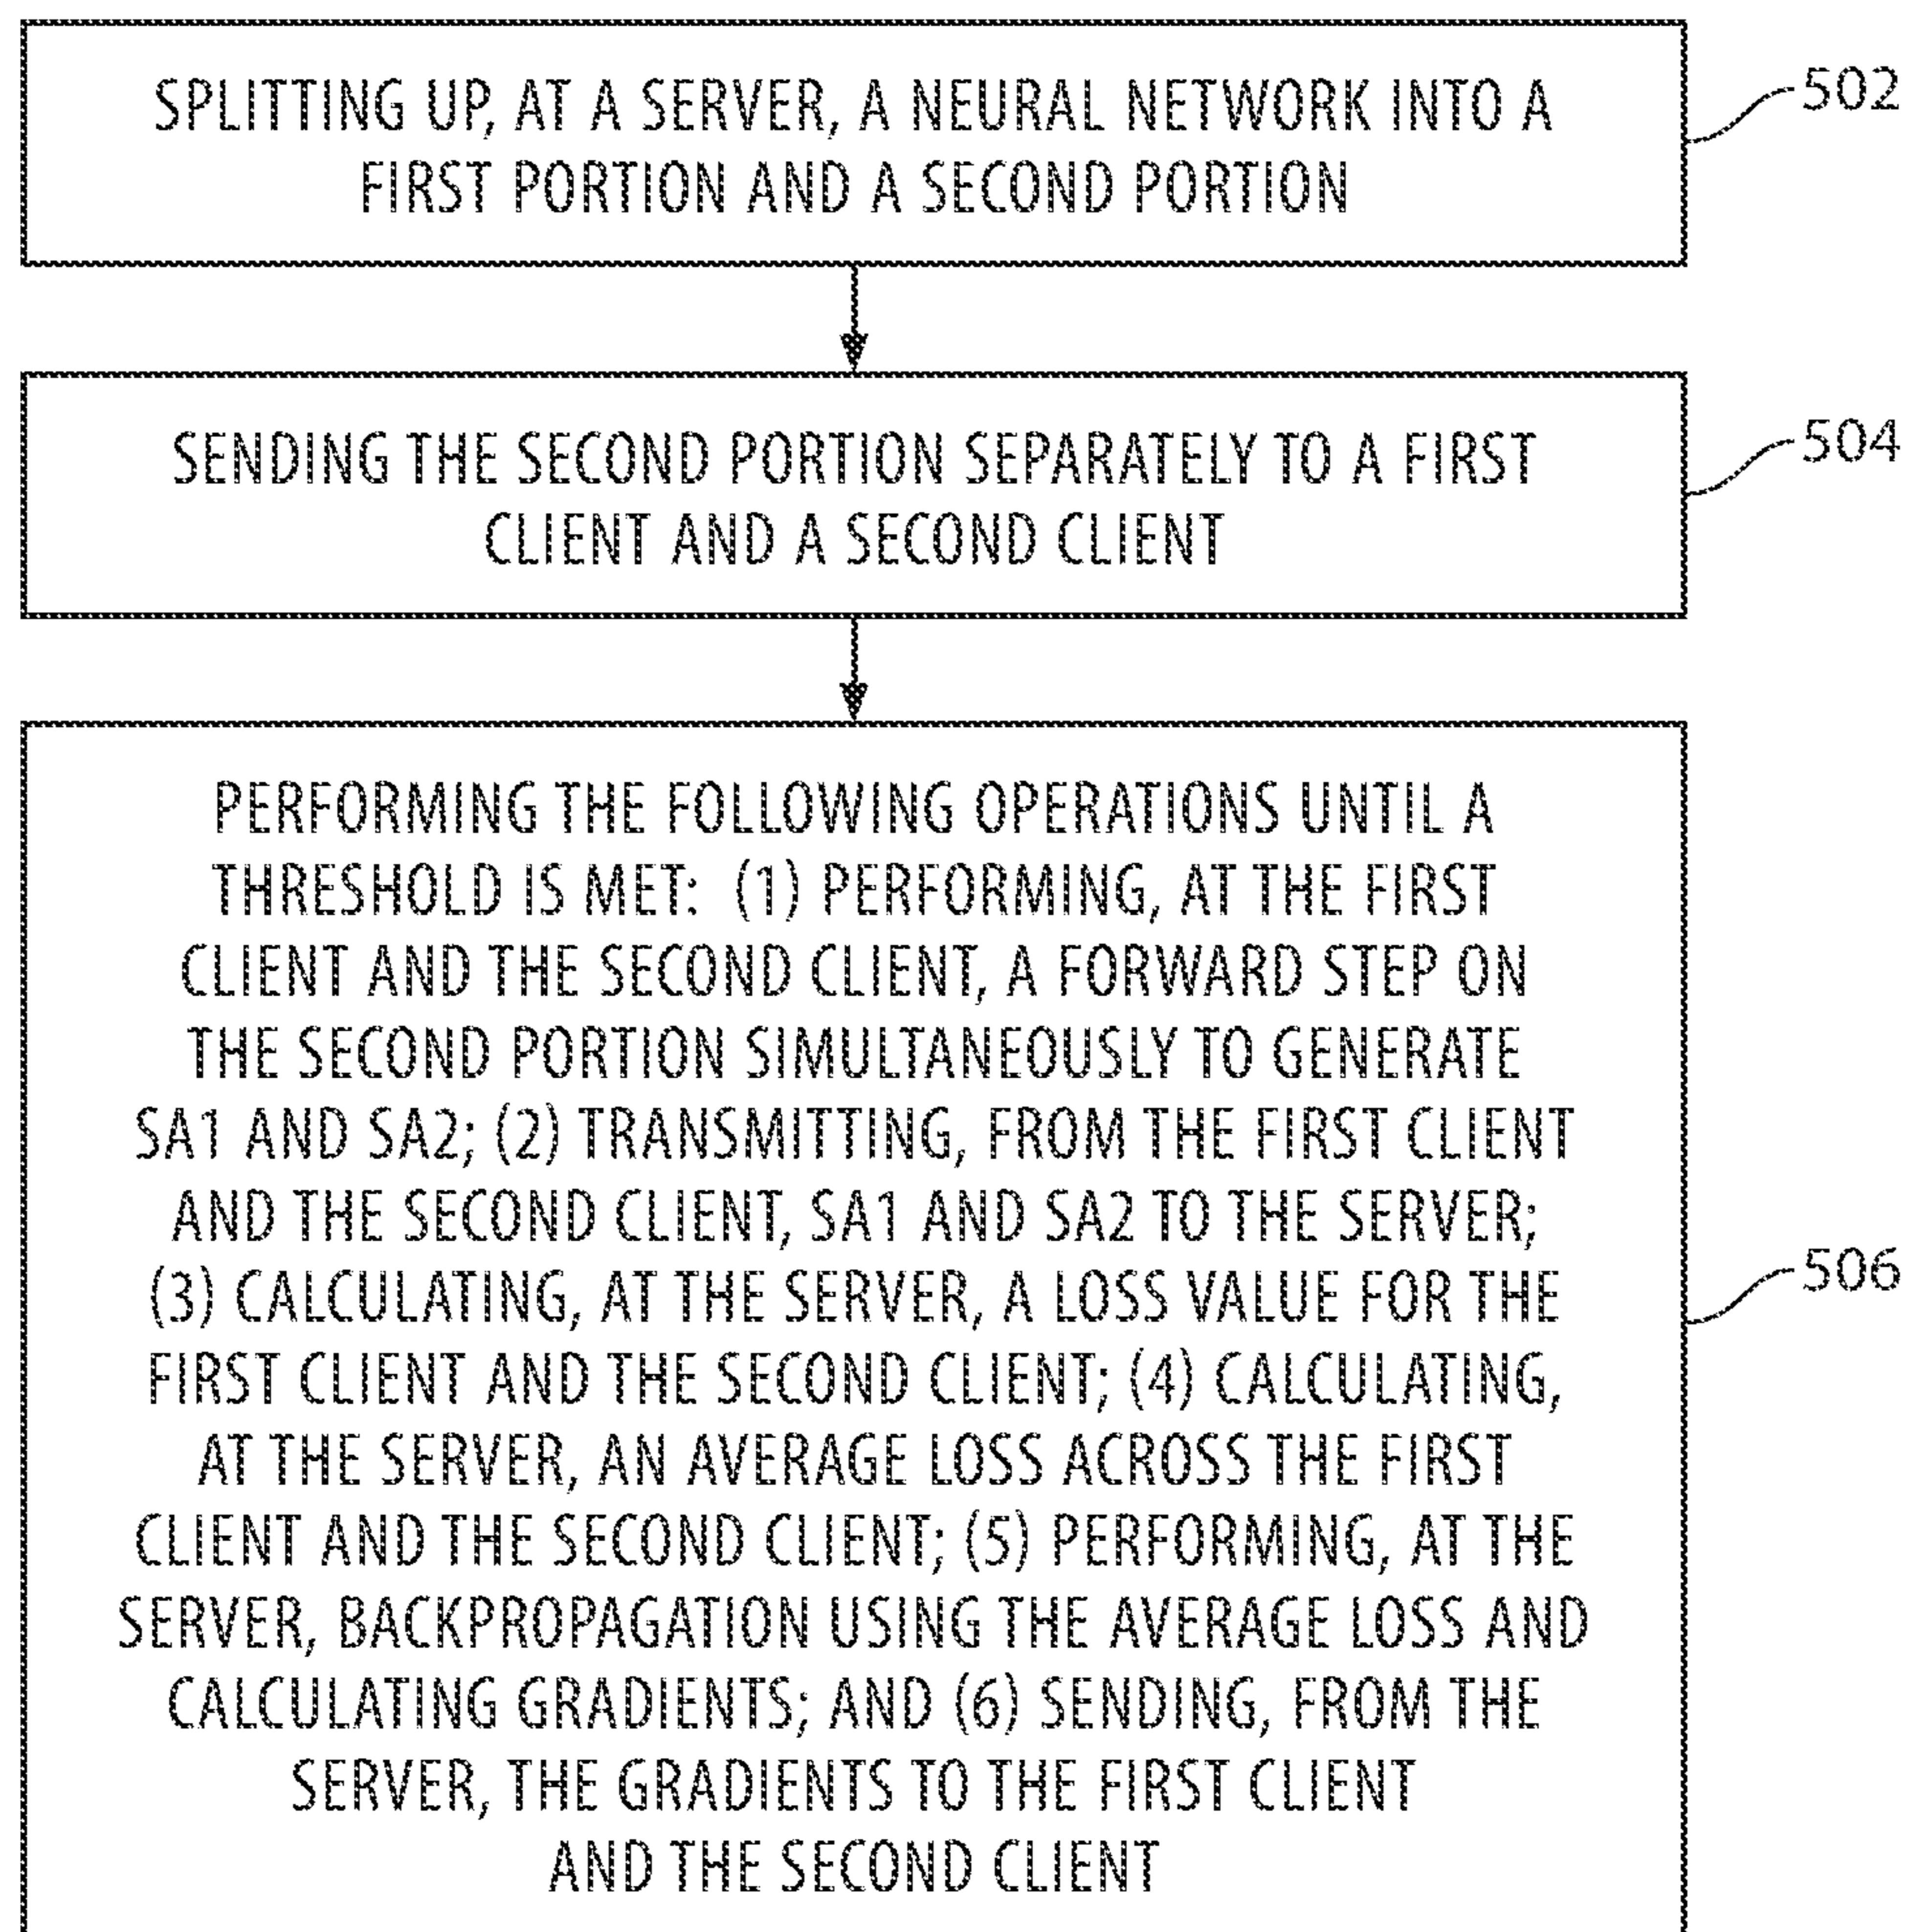 SPLITTING UP, AT A SERVER, A NEURAL NETWORK INTO A
FIRST PORTION AND A SECOND PORTION
502
SENDING THE SECOND PORTION SEPARATELY TO A FIRST
CLIENT AND A SECOND CLIENT
504
PERFORMING THE FOLLOWING OPERATIONS UNTIL A
THRESHOLD IS MET: (1) PERFORMING, AT THE FIRST
CLIENT AND THE SECOND CLIENT, A FORWARD STEP ON
THE SECOND PORTION SIMULTANEOUSLY TO GENERATE
SA1 AND SA2; (2) TRANSMITTING, FROM THE FIRST CLIENT
AND THE SECOND CLIENT, SA1 AND SA2 TO THE SERVER;
(3) CALCULATING, AT THE SERVER, A LOSS VALUE FOR THE
FIRST CLIENT AND THE SECOND CLIENT; (4) CALCULATING,
AT THE SERVER, AN AVERAGE LOSS ACROSS THE FIRST
CLIENT AND THE SECOND CLIENT; (5) PERFORMING, AT THE
SERVER, BACKPROPAGATION USING THE AVERAGE LOSS AND
CALCULATING GRADIENTS; AND (6) SENDING, FROM THE
SERVER, THE GRADIENTS TO THE FIRST CLIENT
AND THE SECOND CLIENT
506